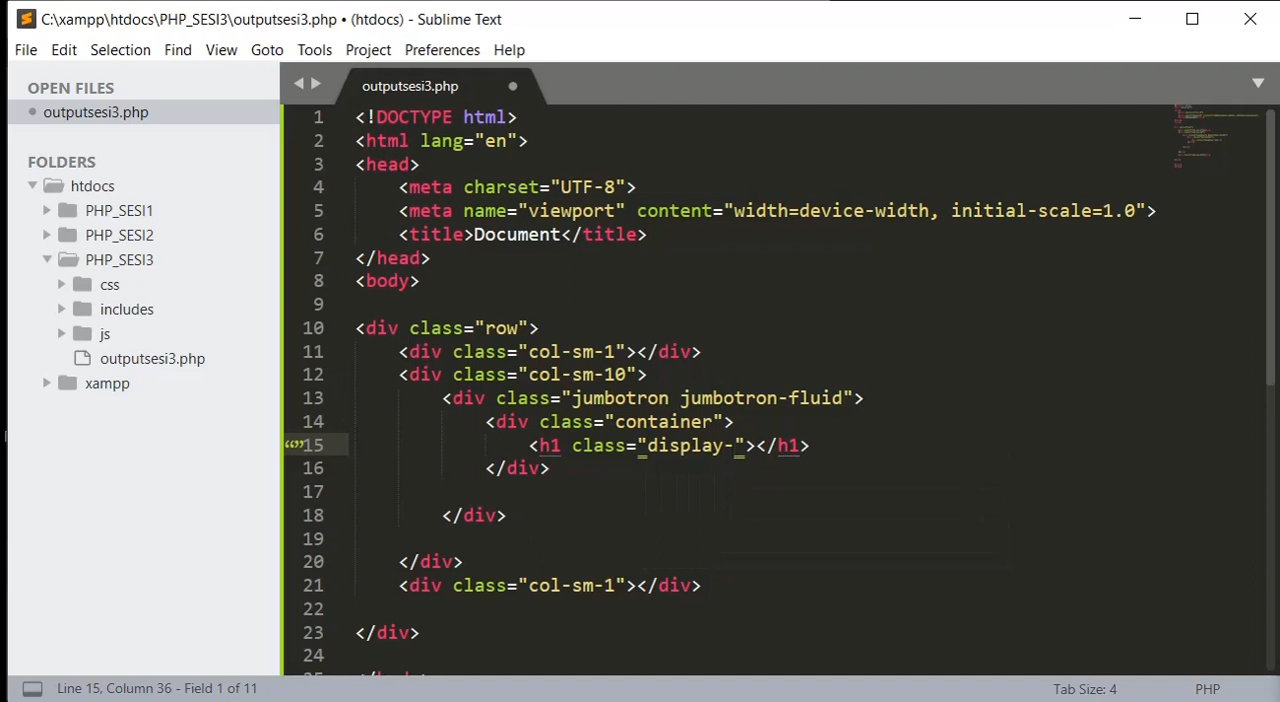 C:\xampp\htdocs\PHP_SESI3\outputsesi3.php • (htdocs) - Sublime Text
File Edit Selection Find View Goto Tools Project Preferences Help
OPEN FILES
outputsesi3.php
FOLDERS
htdocs
PHP_SESI1
PHP_SESI2
PHP_SESI3
css
includes
js
outputsesi3.php
xampp
outputsesi3.php
1 <!DOCTYPE html>
2 <html lang="en">
3 <head>
4 <meta charset="UTF-8">
5 <meta name="viewport" content="width=device-width, initial-scale=1.0">
6 <title>Document</title>
7 </head>
8 <body>
9
10 <div class="row">
11 <div class="col-sm-1"></div>
12 <div class="col-sm-10">
13 <div class="jumbotron jumbotron-fluid">
14 <div class="container">
“” 15 <h1 class="display-"></h1>
16 </div>
17
18 </div>
19
20 </div>
21 <div class="col-sm-1"></div>
22
23 </div>
24
Line 15, Column 36 - Field 1 of 11
Tab Size: 4
PHP